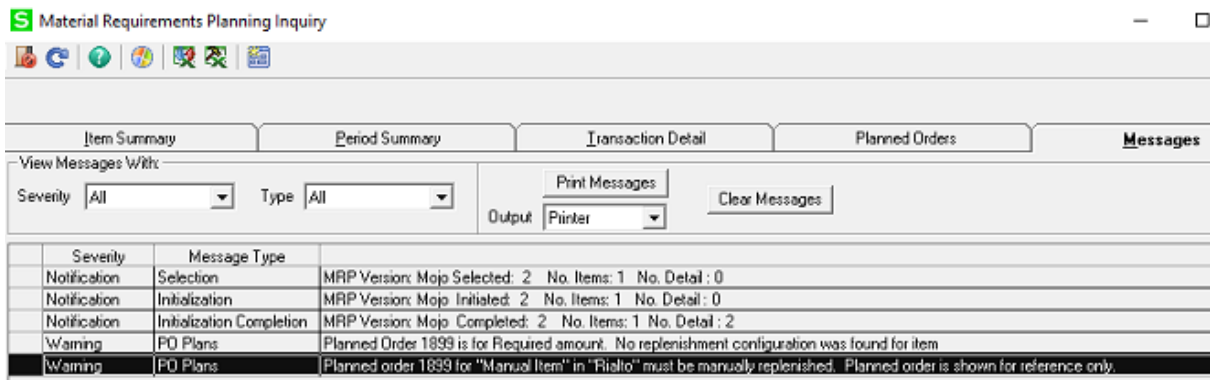 S Material Requirements Planning Inquiry
Item Summary Period Summary Transaction Detail Planned Orders Messages
View Messages With:
Severity All Type All Print Messages Clear Messages
Output Printer
Severity Message Type
Notification Selection MRP Version: Mojo Selected: 2 No. Items: 1 No. Detail : 0
Notification Initialization MRP Version: Mojo Initiated: 2 No. Items: 1 No. Detail : 0
Notification Initialization Completion MRP Version: Mojo Completed: 2 No. Items: 1 No. Detail : 2
Warning PO Plans Planned Order 1899 is for Required amount. No replenishment configuration was found for item
Warning PO Plans Planned order 1899 for "Manual Item" in "Rialto" must be manually replenished. Planned order is shown for reference only.